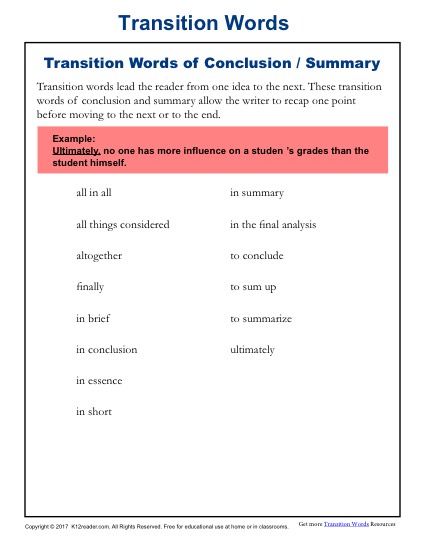 Transition Words
Transition Words of Conclusion / Summary
Transition words lead the reader from one idea to the next. These transition
words of conclusion and summary allow the writer to recap one point
before moving to the next or to the end.
Example:
Ultimately, no one has more influence on a studen 's grades than the
student himself.
all in all
in summary
all things considered
in the final analysis
altogether
to conclude
finally
to sum up
in brief
to summarize
in conclusion
ultimately
in essence
in short
Copyright © 2017 K12reader.com. All Rights Reserved. Free for educational use at home or in classrooms.
Get more Transition Words Resources